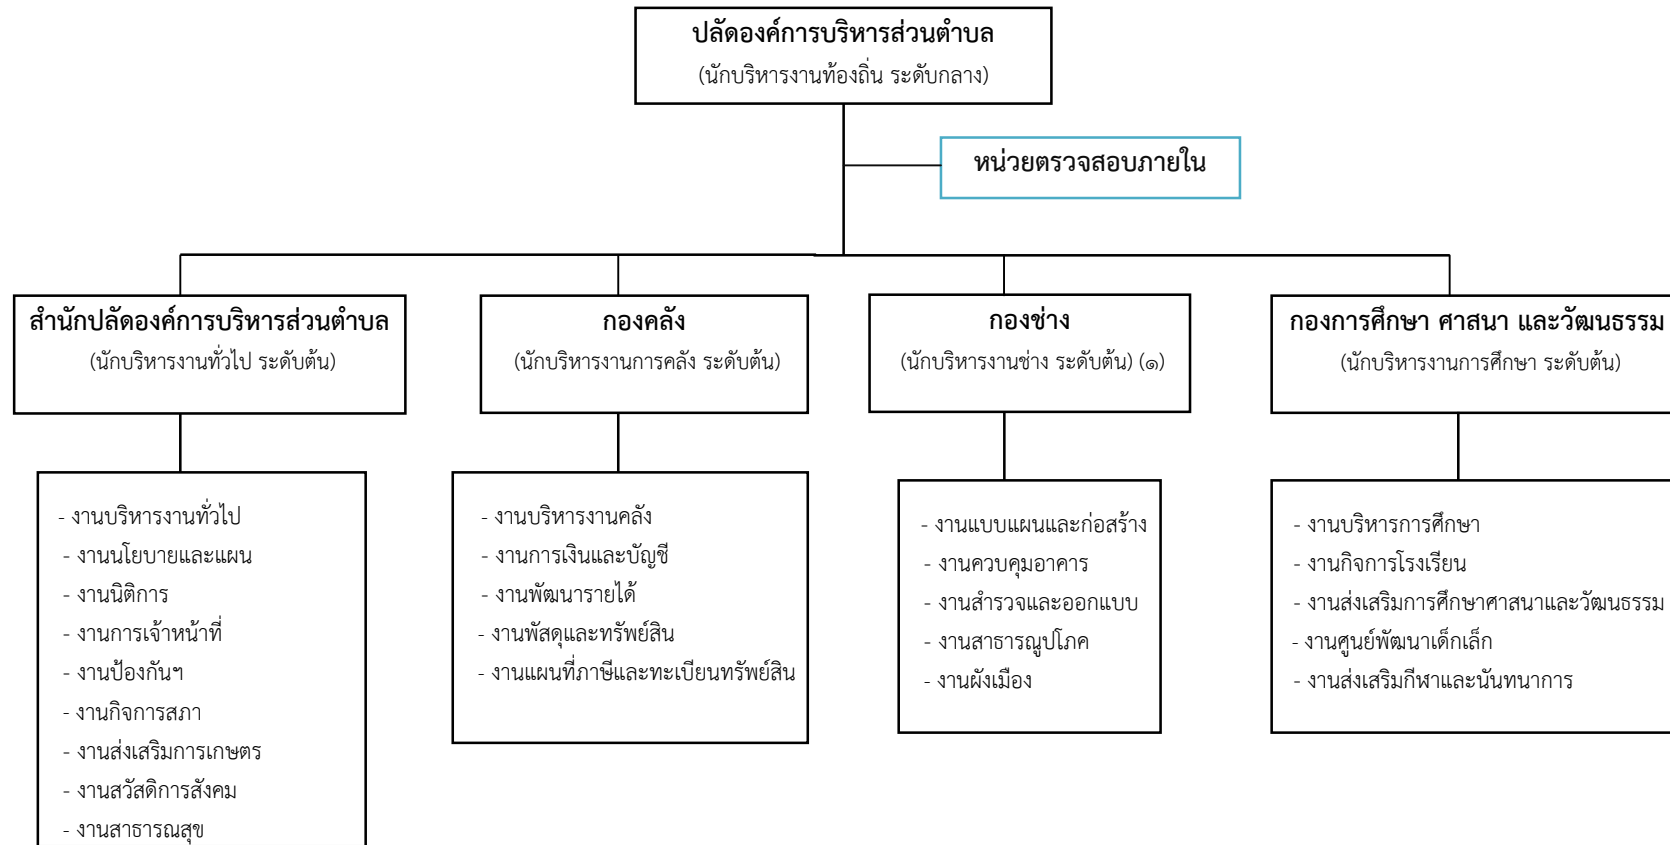 ปลัดองค์การบริหารส่วนตำบล
(นักบริหารงานท้องถิ่น ระดับกลาง)
หน่วยตรวจสอบภายใน
สำนักปลัดองค์การบริหารส่วนตำบล
(นักบริหารงานทั่วไป ระดับต้น)
กองคลัง
(นักบริหารงานการคลัง ระดับต้น)
กองช่าง
(นักบริหารงานช่าง ระดับต้น) (๑)
กองการศึกษา ศาสนา และวัฒนธรรม
(นักบริหารงานการศึกษา ระดับต้น)
- งานบริหารงานทั่วไป
- งานนโยบายและแผน
- งานนิติการ
- งานการเจ้าหน้าที่
- งานป้องกันฯ
- งานกิจการสภา
- งานส่งเสริมการเกษตร
- งานสวัสดิการสังคม
- งานสาธารณสุข
- งานบริหารงานคลัง
- งานการเงินและบัญชี
- งานพัฒนารายได้
- งานพัสดุและทรัพย์สิน
- งานแผนที่ภาษีและทะเบียนทรัพย์สิน
- งานแบบแผนและก่อสร้าง
- งานควบคุมอาคาร
- งานสำรวจและออกแบบ
- งานสาธารณูปโภค
- งานผังเมือง
- งานบริหารการศึกษา
- งานกิจการโรงเรียน
- งานส่งเสริมการศึกษาศาสนาและวัฒนธรรม
- งานศูนย์พัฒนาเด็กเล็ก
- งานส่งเสริมกีฬาและนันทนาการ